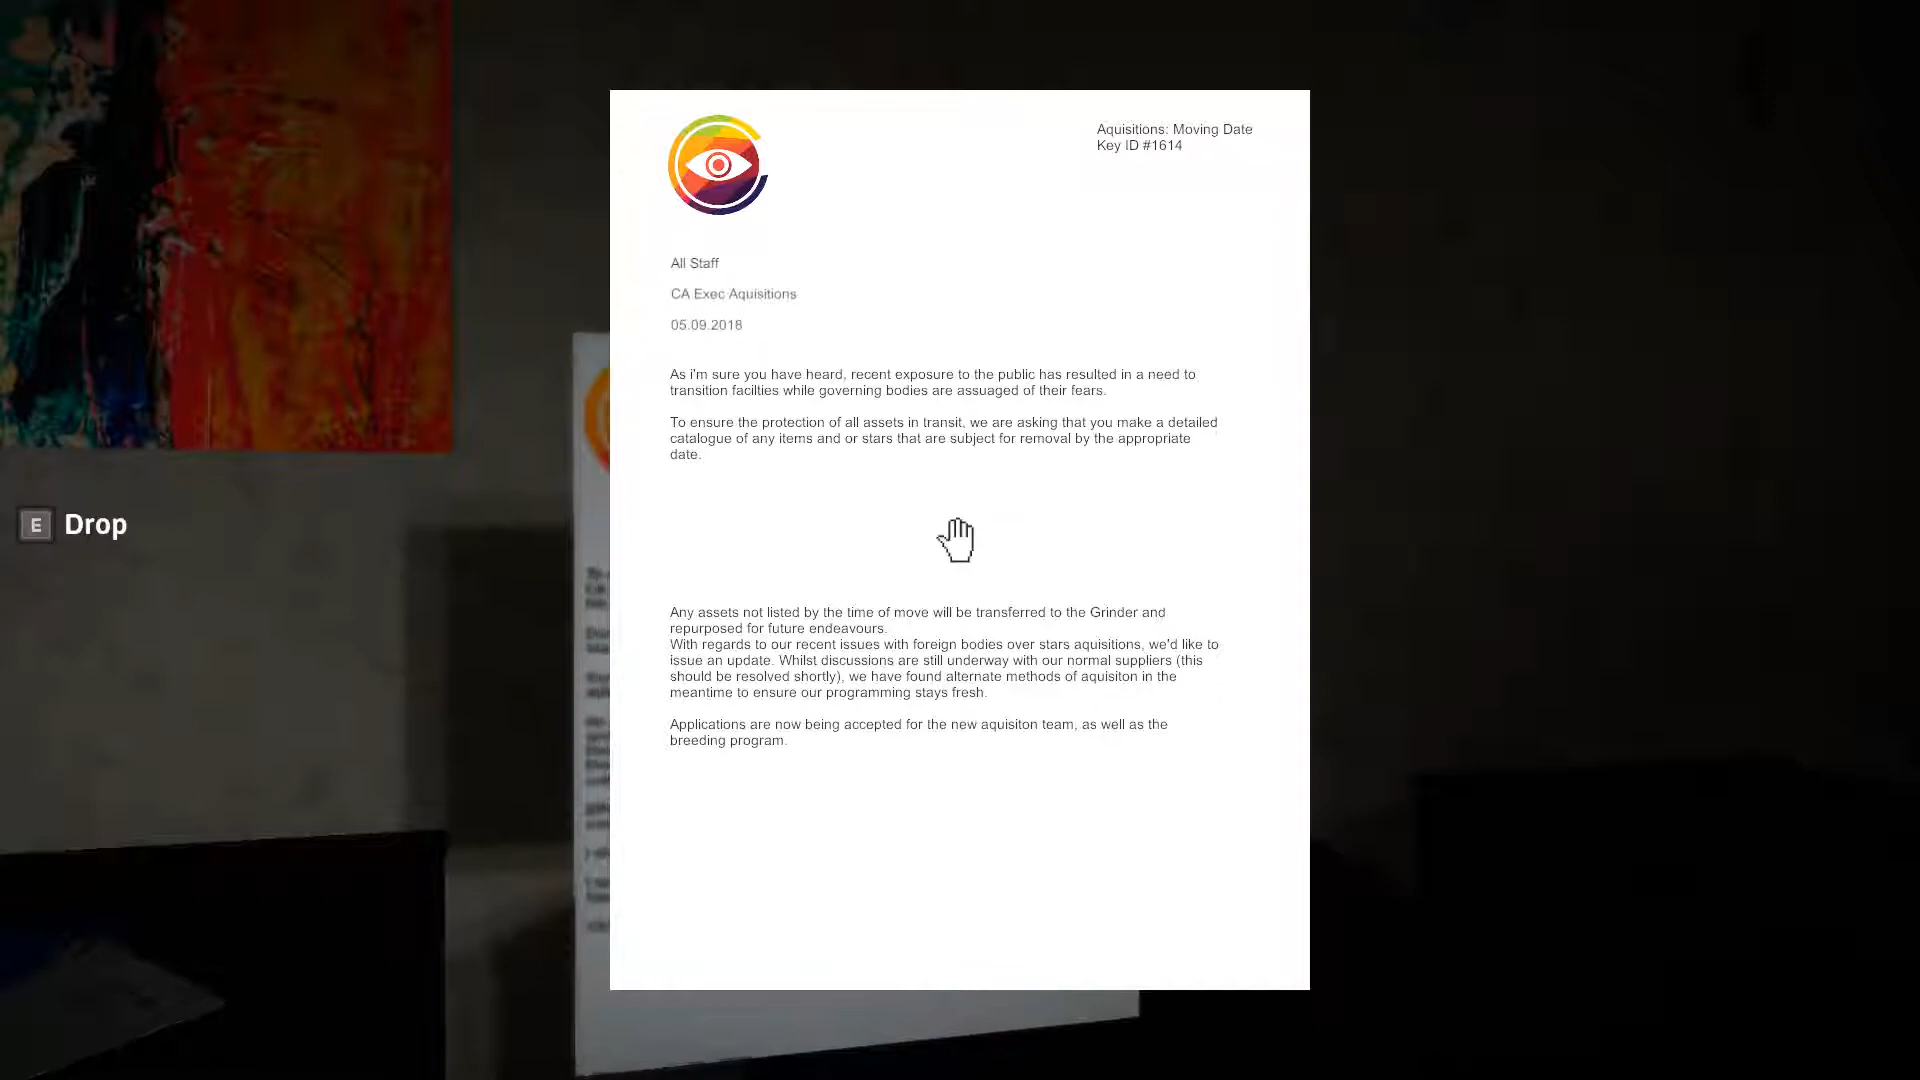 Aquisitions: Moving Date
Key ID #1614
All Staff
CA Exec Aquisitions
05.09.2018
As i'm sure you have heard, recent exposure to the public has resulted in a need to
transition facilties while governing bodies are assuaged of their fears.
To ensure the protection of all assets in transit, we are asking that you make a detailed
catalogue of any items and or stars that are subject for removal by the appropriate
date.
E Drop
Any assets not listed by the time of move will be transferred to the Grinder and
repurposed for future endeavours.
With regards to our recent issues with foreign bodies over stars aquisitions, we'd like to
issue an update. Whilst discussions are still underway with our normal suppliers (this
should be resolved shortly), we have found alternate methods of aquisiton in the
meantime to ensure our programming stays fresh.
Applications are now being accepted for the new aquisiton team, as well as the
breeding program.